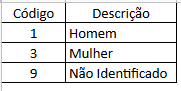 Código Descrição
1 Homem
3 Mulher
9 Não Identificado